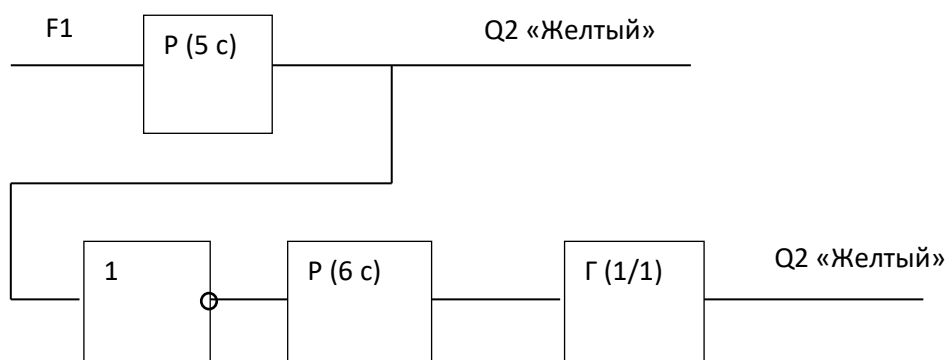 F1
Р (5 с)
Q2 «Желтый»
1
Р (6 с)
Г (1/1)
Q2 «Желтый»